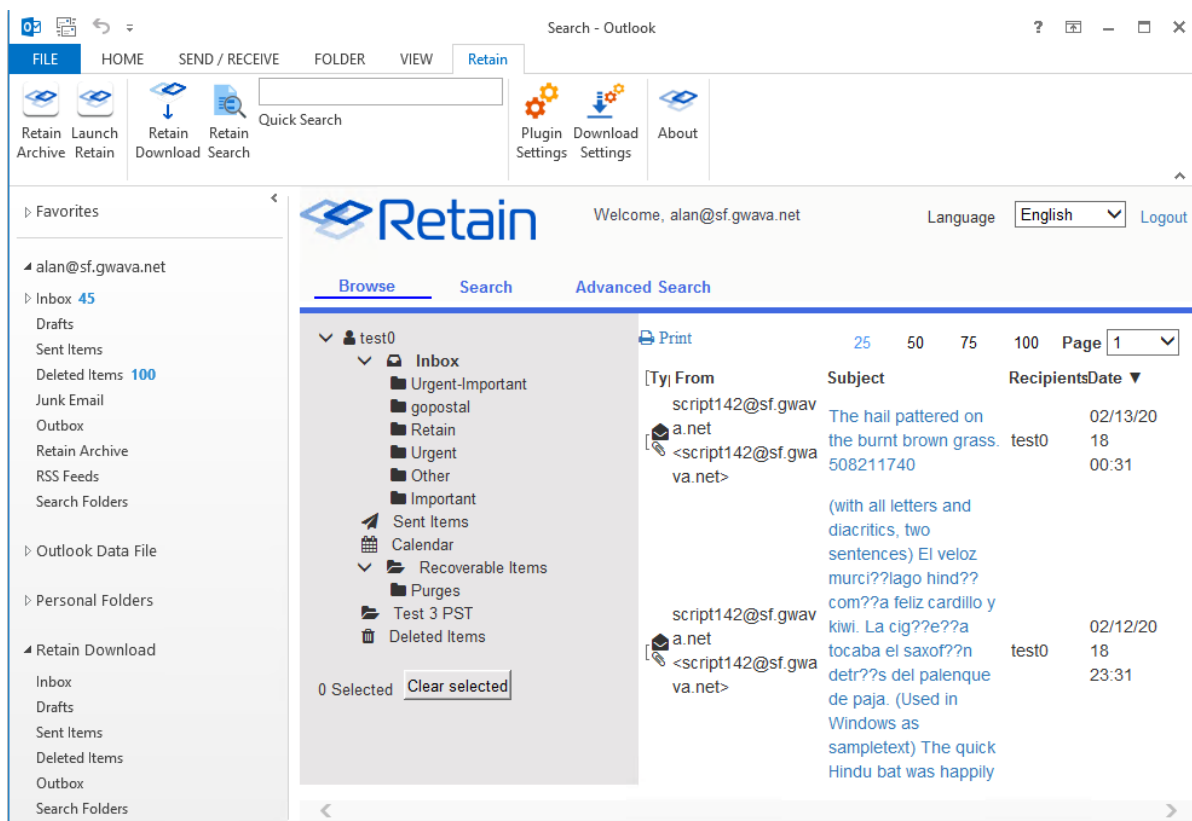 Search - Outlook
?
FILE HOME SEND / RECEIVE FOLDER VIEW Retain
Retain Archive
Launch Retain
Retain Download
Retain Search
Quick Search
Plugin Settings
Download Settings
About
Favorites
alan@sf.gwava.net
Inbox 45
Drafts
Sent Items
Deleted Items 100
Junk Email
Outbox
Retain Archive
RSS Feeds
Search Folders
Outlook Data File
Personal Folders
Retain Download
Inbox
Drafts
Sent Items
Deleted Items
Outbox
Search Folders
Retain
Welcome, alan@sf.gwava.net
Language English Logout
Browse Search Advanced Search
test0
Inbox
Urgent-Important
gopostal
Retain
Urgent
Other
Important
Sent Items
Calendar
Recoverable Items
Purges
Test 3 PST
Deleted Items
0 Selected Clear selected
Print 25 50 75 100 Page 1
[Ty From Subject Recipients Date ▼
script142@sf.gwav
a.net
<script142@sf.gwa
va.net>
The hail pattered on
the burnt brown grass.
508211740
test0
02/13/20
18
00:31
script142@sf.gwav
a.net
<script142@sf.gwa
va.net>
(with all letters and
diacritics, two
sentences) El veloz
murci??lago hind??
com??a feliz cardillo y
kiwi. La cig??e??a
tocaba el saxof??n
detr??s del palenque
de paja. (Used in
Windows as
sampletext) The quick
Hindu bat was happily
test0
02/12/20
18
23:31